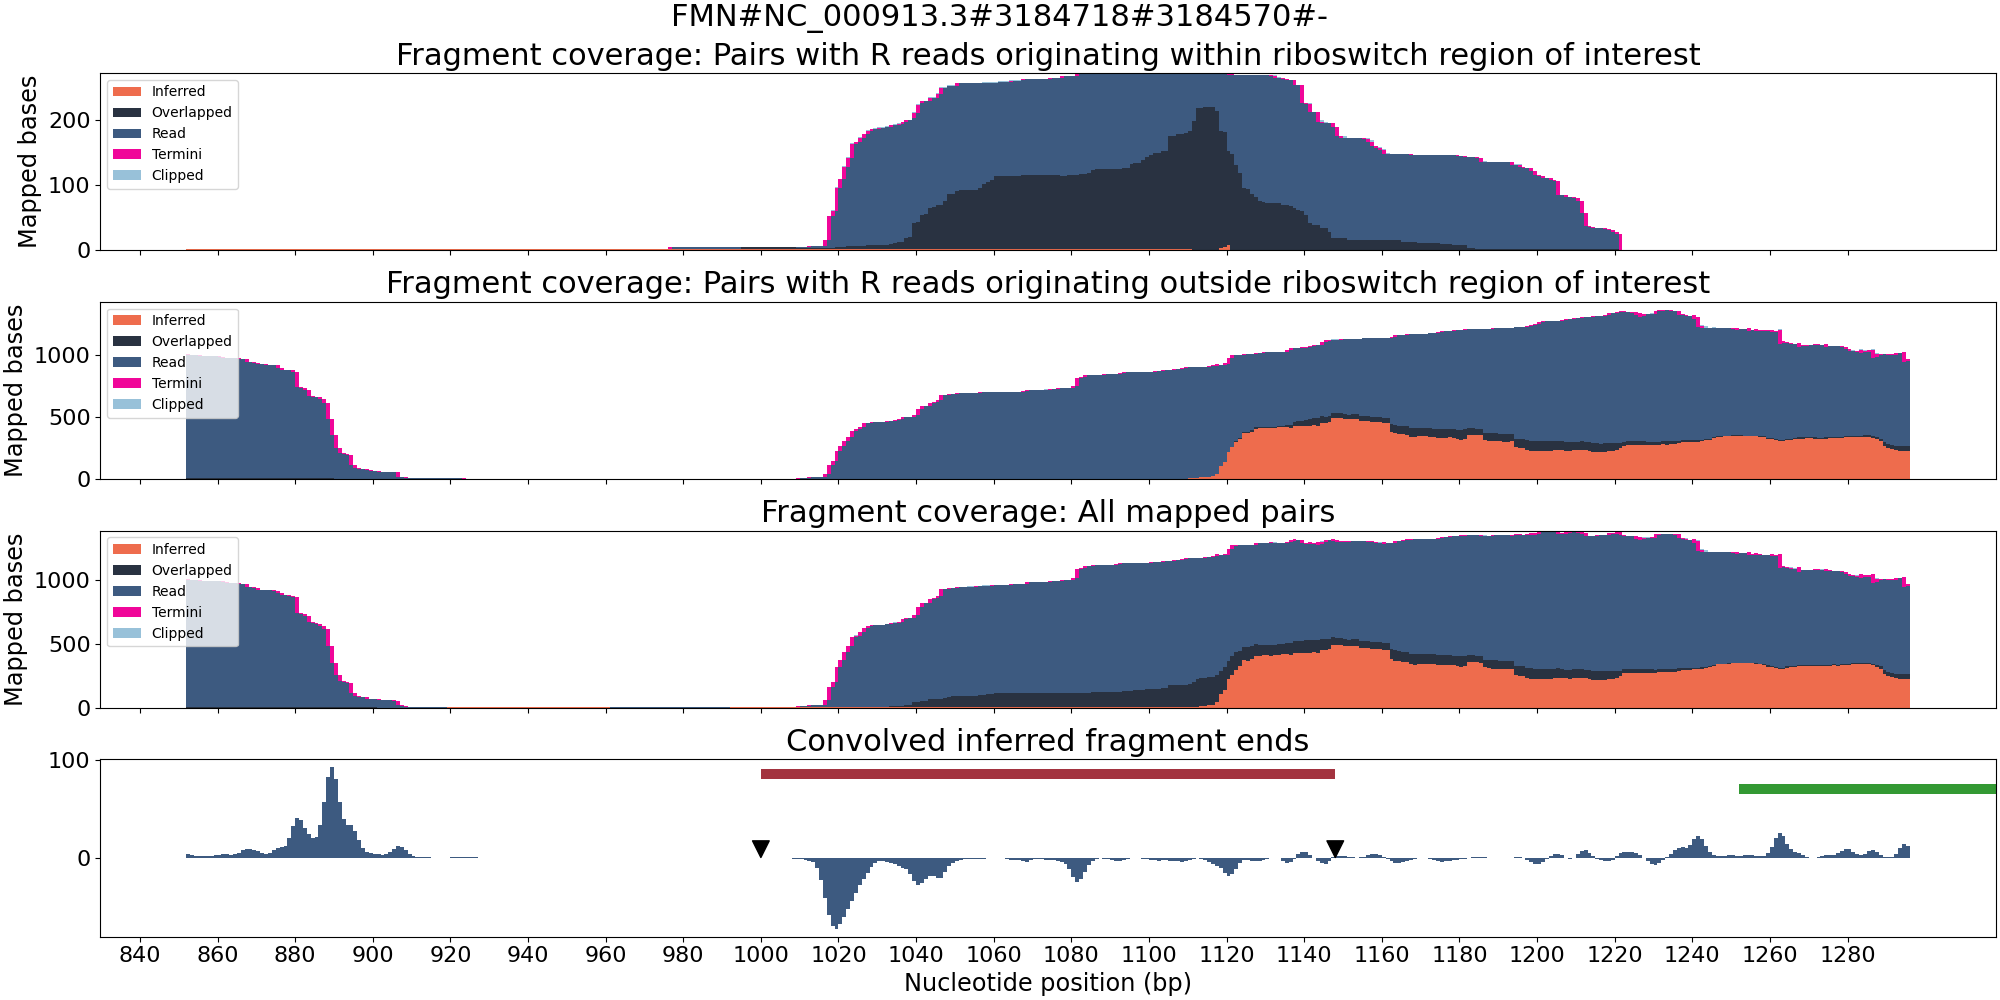 FMN#NC_000913.3#3184718#3184570#-
Fragment coverage: Pairs with R reads originating within riboswitch region of interest
Mapped bases
200
100
0
Inferred
Overlapped
Read
Termini
Clipped
Fragment coverage: Pairs with R reads originating outside riboswitch region of interest
Mapped bases
1000
500
0
Inferred
Overlapped
Read
Termini
Clipped
Fragment coverage: All mapped pairs
Mapped bases
1000
500
0
Inferred
Overlapped
Read
Termini
Clipped
Convolved inferred fragment ends
100
0
840 860 880 900 920 940 960 980 1000 1020 1040 1060 1080 1100 1120 1140 1160 1180 1200 1220 1240 1260 1280
Nucleotide position (bp)